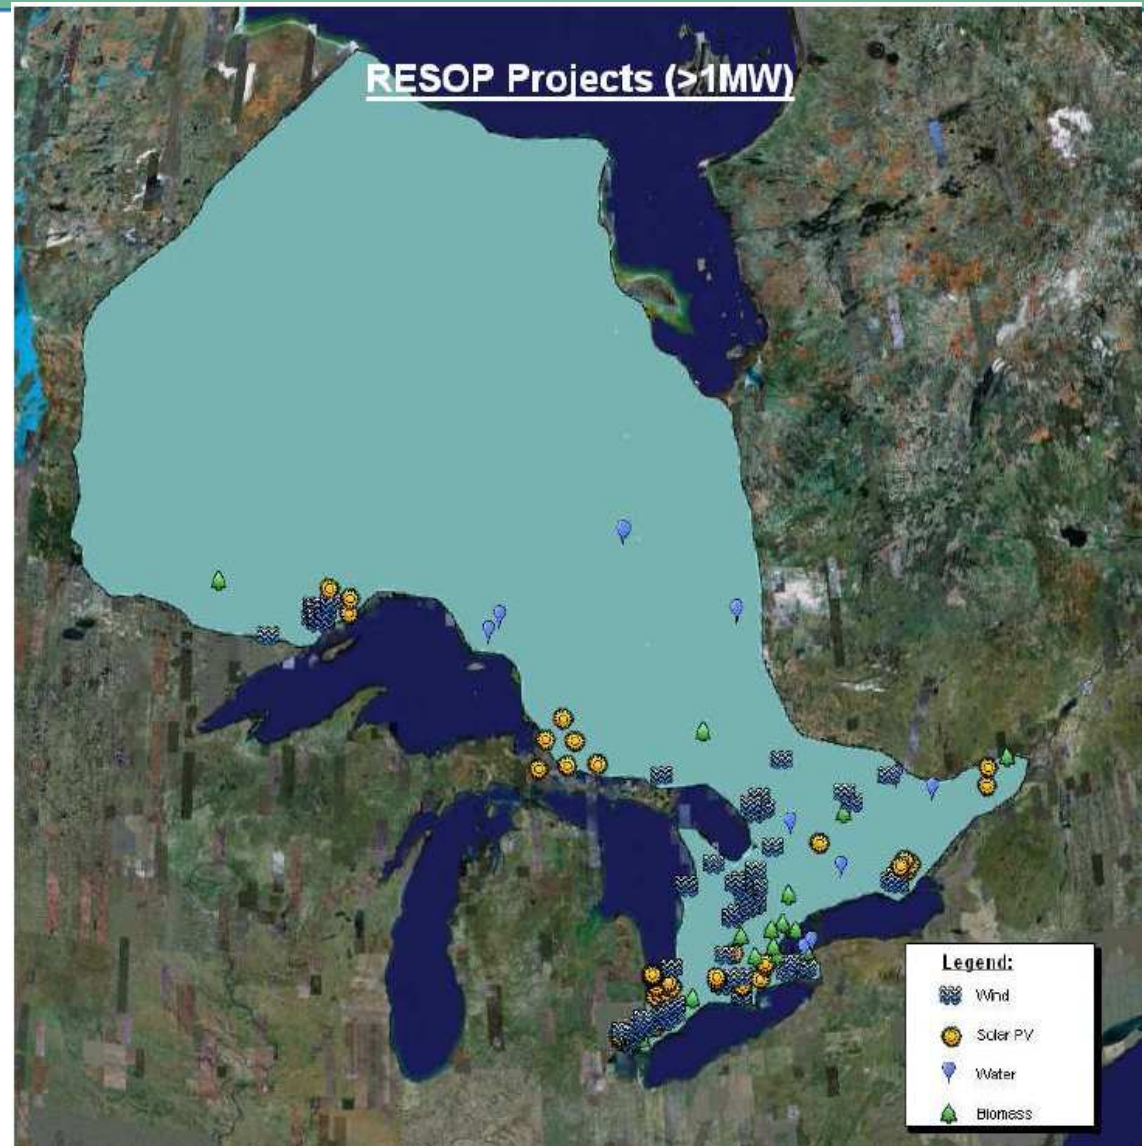 RESOP Projects (>1MW)
Legend:
Wind
Solar PV
Water
Biomass